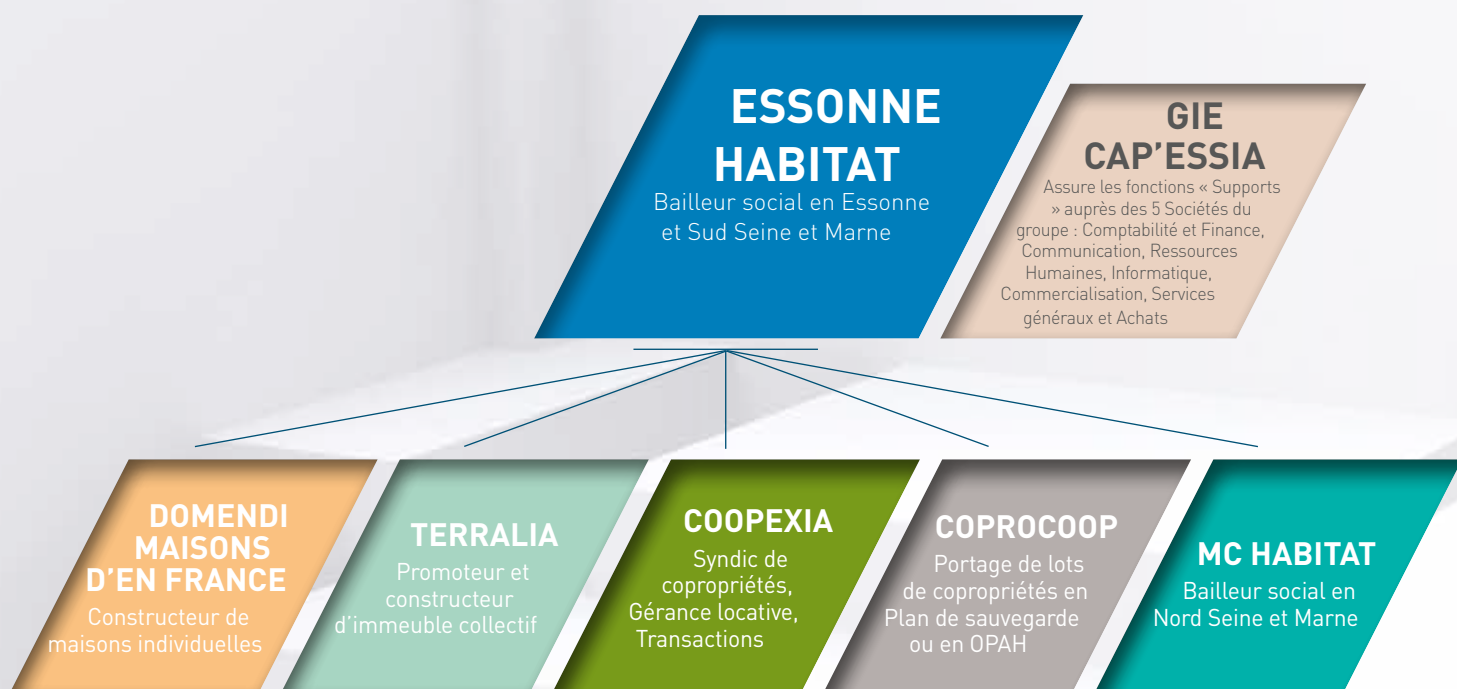 ESSONNE
HABITAT
Bailleur social en Essonne
et Sud Seine et Marne
GIE
CAP’ESSIA
Assure les fonctions « Supports
» auprès des 5 Sociétés du
groupe : Comptabilité et Finance,
Communication, Ressources
Humaines, Informatique,
Commercialisation, Services
généraux et Achats
DOMENDI
MAISONS
D’EN FRANCE
Constructeur de
maisons individuelles
TERRALIA
Promoteur et
constructeur
d’immeuble collectif
COOPEXIA
Syndic de
copropriétés,
Gérance locative,
Transactions
COPROCOOP
Portage de lots
de copropriétés en
Plan de sauvegarde
ou en OPAH
MC HABITAT
Bailleur social en
Nord Seine et Marne